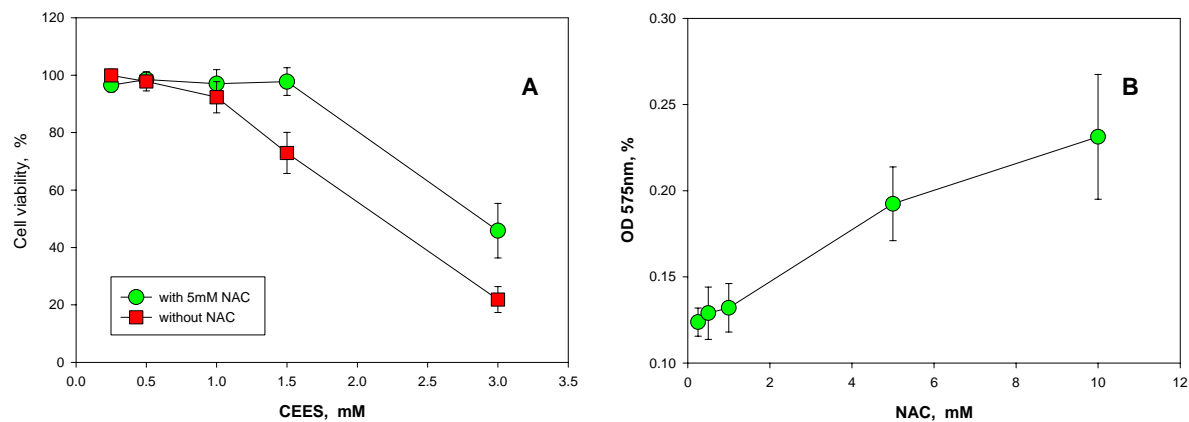 120
100
80
60
40
20
0
Cell viability, %
A
with 5mM NAC
without NAC
0.0 0.5 1.0 1.5 2.0 2.5 3.0 3.5
CEES, mM
0.30
0.25
0.20
0.15
0.10
OD 575nm, %
B
0 2 4 6 8 10 12
NAC, mM